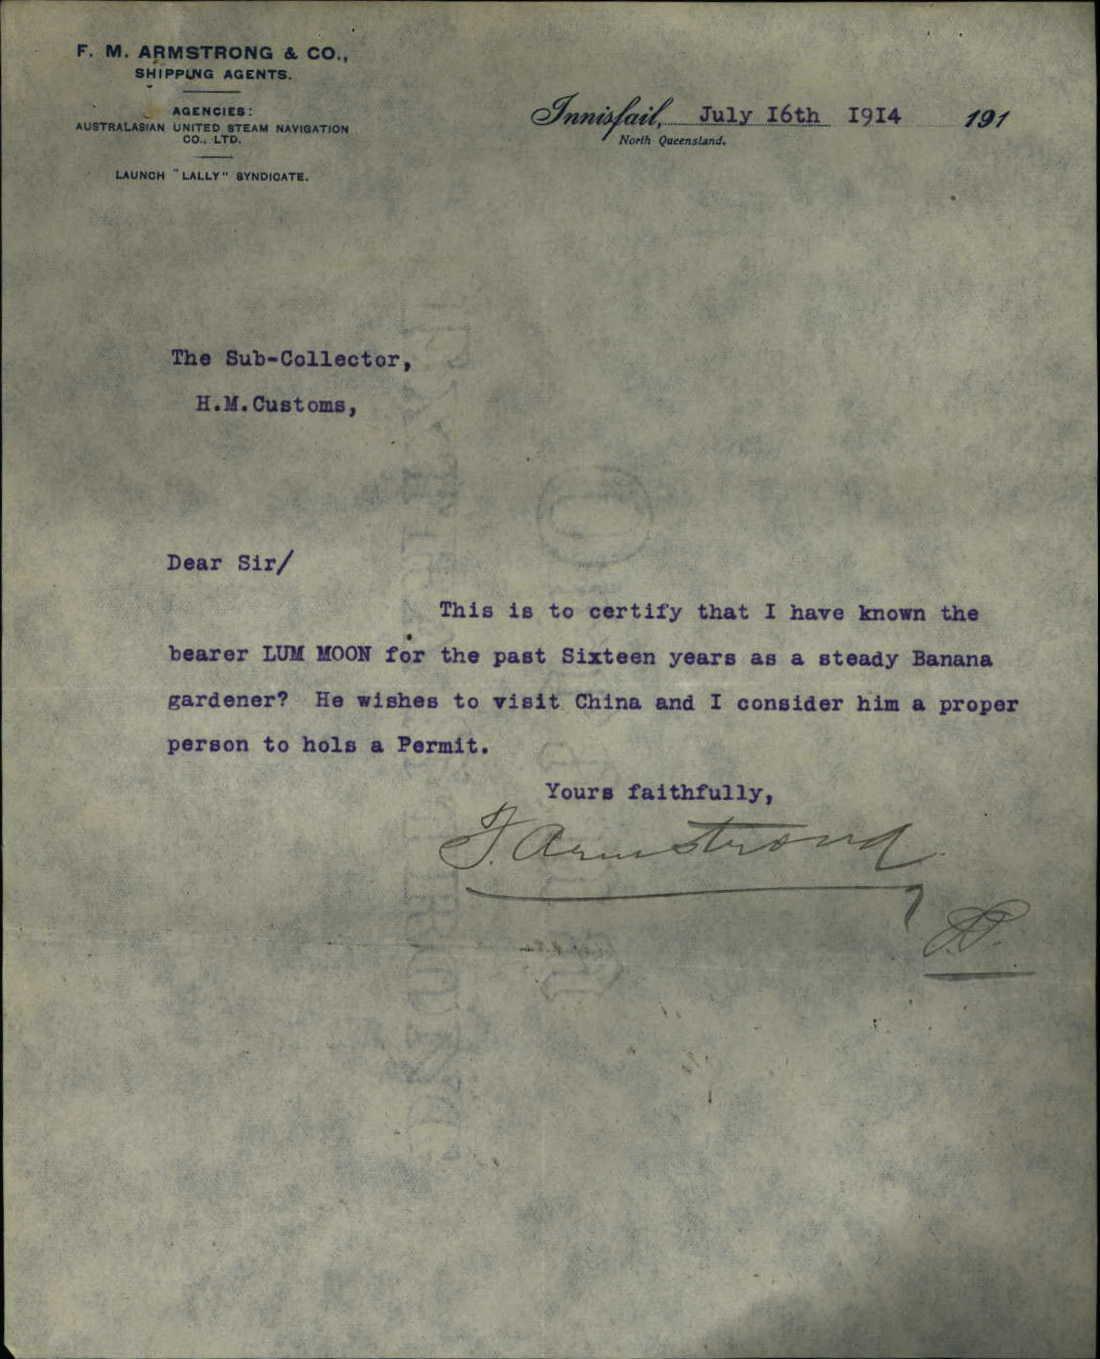 F. M. ARMSTRONG & CO.,
SHIPPING AGENTS.
AGENCIES:
AUSTRALASIAN UNITED STEAM NAVIGATION
CO., LTD.
LAUNCH "LALLY" SYNDICATE.
Innisfail, July 16th 1914 191
North Queensland.
The Sub-Collector,
H.M.Customs,
Dear Sir/
This is to certify that I have known the
bearer LUM MOON for the past Sixteen years as a steady Banana
gardener? He wishes to visit China and I consider him a proper
person to hols a Permit.
Yours faithfully,
F. Armstrong